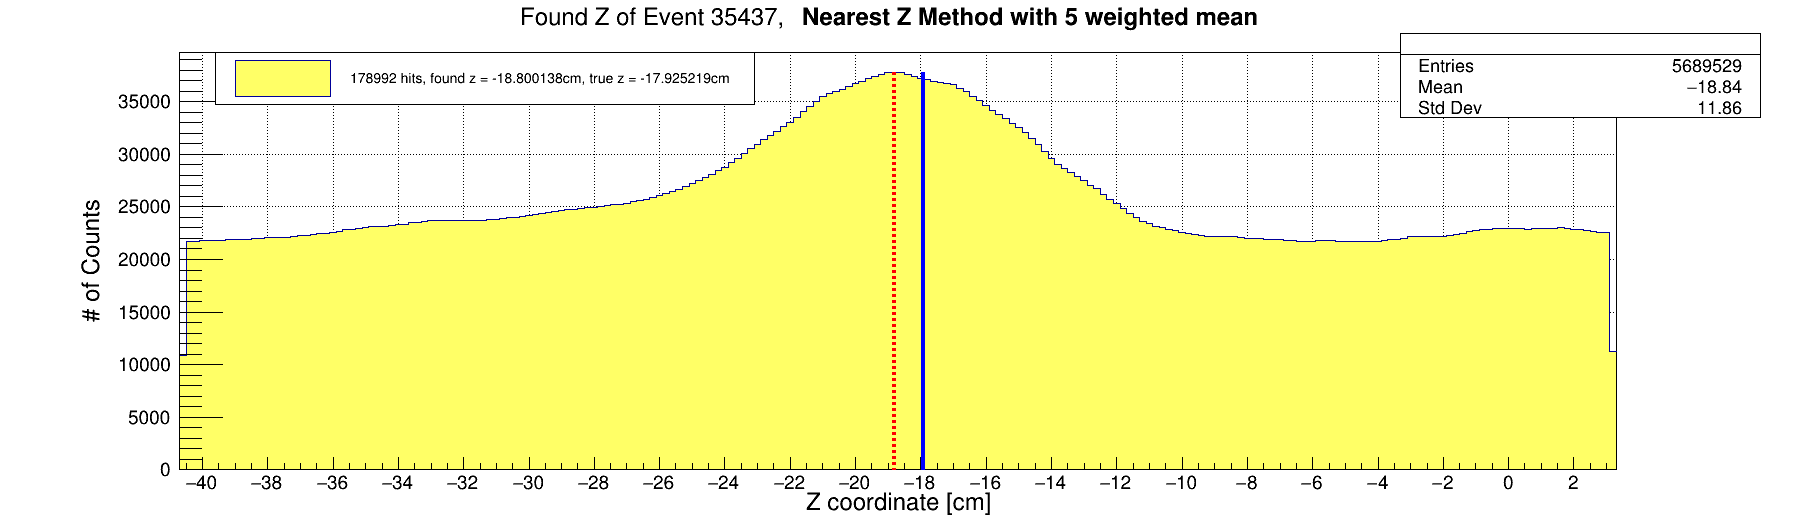 Found Z of Event 35437, Nearest Z Method with 5 weighted mean
178992 hits, found z = -18.800138cm, true z = -17.925219cm
Entries 5689529
Mean −18.84
Std Dev 11.86
# of Counts
35000
30000
25000
20000
15000
10000
5000
0
−40 −38 −36 −34 −32 −30 −28 −26 −24 −22 −20 −18 −16 −14 −12 −10 −8 −6 −4 −2 0 2
Z coordinate [cm]